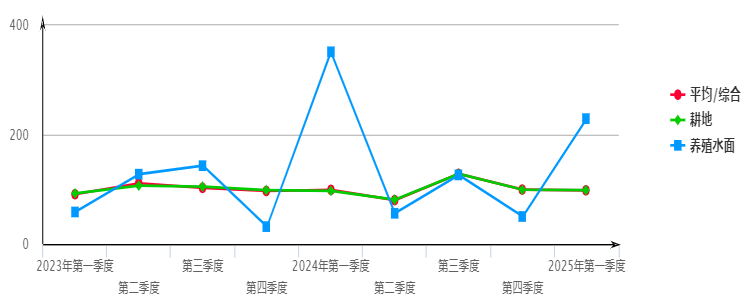 400
200
0
平均/综合
耕地
养殖水面
2023年第一季度
第二季度
第三季度
第四季度
2024年第一季度
第二季度
第三季度
第四季度
2025年第一季度